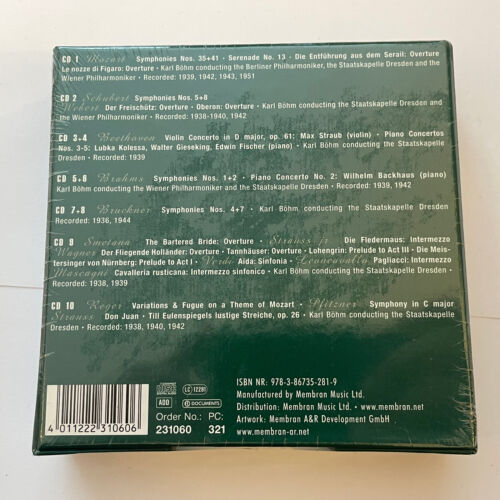 CD 1 Mozart Symphonies Nos. 35+41 • Serenade No. 13 • Die Entführung aus dem Serail: Overture
Le nozze di Figaro: Overture • Karl Böhm conducting the Berliner Philharmoniker, the Staatskapelle Dresden and
the Wiener Philharmoniker • Recorded: 1939, 1942, 1943, 1951
CD 2 Schubert Symphonies Nos. 5+8
Weber Der Freischütz: Overture • Oberon: Overture • Karl Böhm conducting the Staatskapelle Dresden and
the Wiener Philharmoniker • Recorded: 1938-1940, 1942
CD 3+4 Beethoven Violin Concerto in D major, op. 61; Max Straub (violin) • Piano Concertos
Nos. 3-5: Lubka Kolessa, Walter Gieseking, Edwin Fischer (piano) • Karl Böhm conducting the Staatskapelle
Dresden • Recorded: 1939
CD 5+6 Brahms Symphonies Nos. 1+2 • Piano Concerto No. 2: Wilhelm Backhaus (piano)
Karl Böhm conducting the Wiener Philharmoniker and the Staatskapelle Dresden • Recorded: 1939, 1942
CD 7+8 Bruckner Symphonies Nos. 4+7 • Karl Böhm conducting the Staatskapelle Dresden
Recorded: 1936, 1944
CD 9 Smetana The Bartered Bride: Overture • Strauss jr. Die Fledermaus: Intermezzo
Wagner Der Fliegende Holländer: Overture • Tannhäuser: Overture • Lohengrin: Prelude to Act III • Die Meis-
tersinger von Nürnberg: Prelude to Act I • Verdi Aida: Sinfonia • Leoncavallo Pagliacci: Intermezzo
Mascagni Cavalleria rusticana: Intermezzo sinfonico • Karl Böhm conducting the Staatskapelle Dresden
Recorded: 1938, 1939
CD 10 Reger Variations & Fugue on a Theme of Mozart • Pfitzner Symphony in C major
Strauss Don Juan • Till Eulenspiegels lustige Streiche, op. 26 • Karl Böhm conducting the Staatskapelle
Dresden • Recorded: 1938, 1940, 1942
4 011222 310606
LC 12281
ADD DOCUMENTS
Order No.: PC:
231060 321
ISBN NR: 978-3-86735-281-9
Manufactured by Membran Music Ltd.
Distribution: Membran Music Ltd. • www.membran.net
Artwork: Membran A&R Development GmbH
www.membran-ar.net